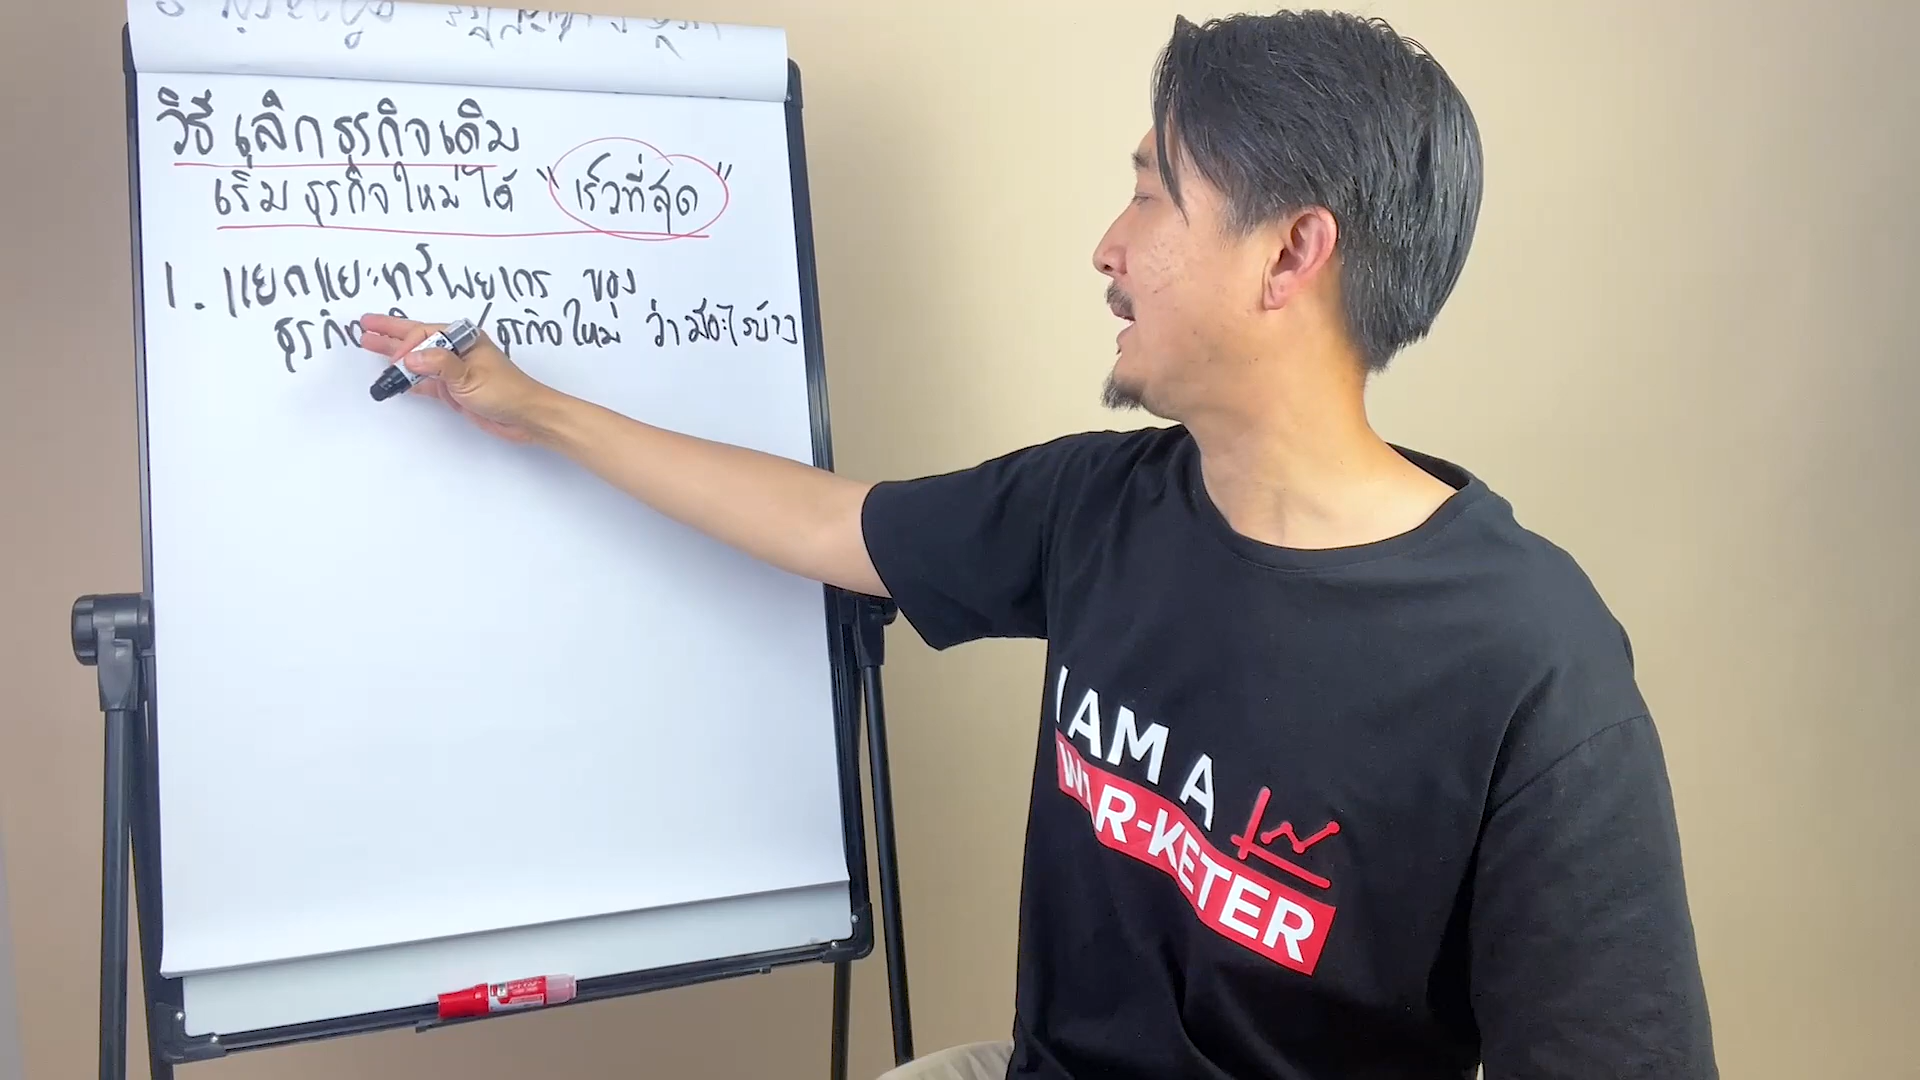 วิธี เลิกธุรกิจเดิม
เริ่มธุรกิจใหม่ได้ "เร็วที่สุด"
1. แยกแยะทรัพยากร ของ
ธุรกิจ / ธุรกิจใหม่ ว่ามีอะไรบ้าง
I AM A
WAR-KETER